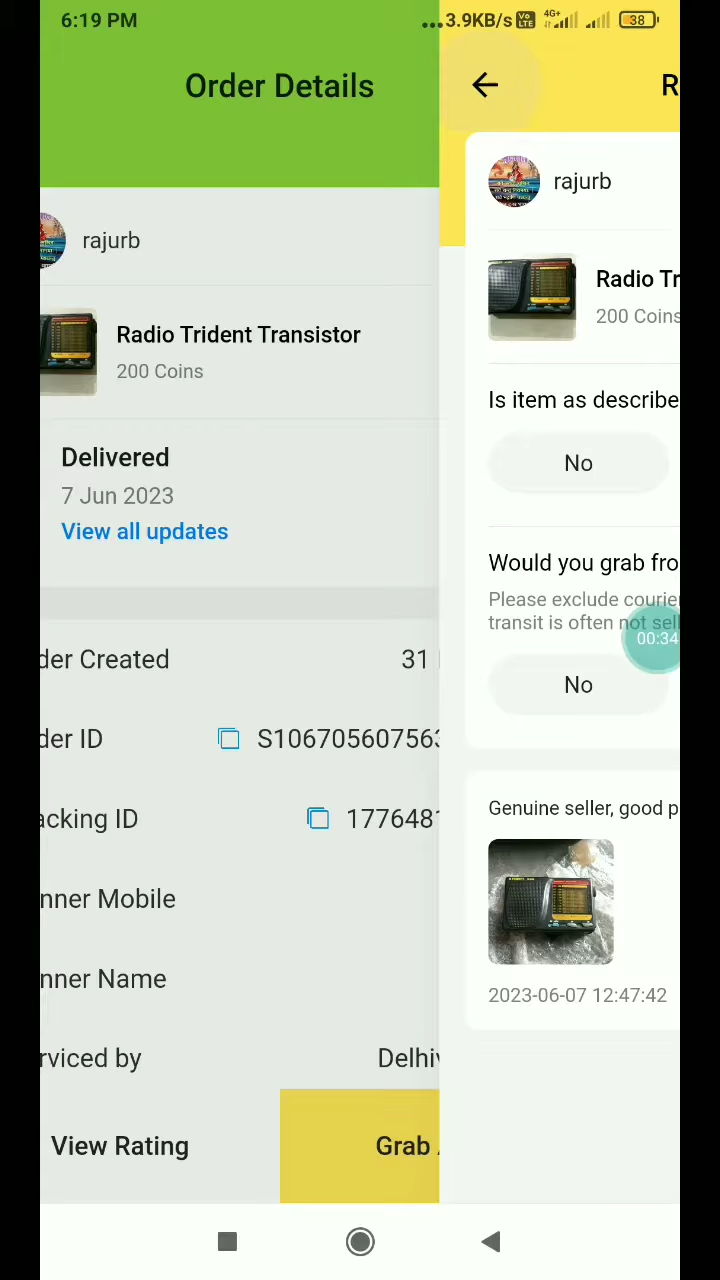 6:19 PM
...3.9KB/s Vo LTE 4G+ 38
Order Details
R
rajurb
Radio Trident Transistor
200 Coins
Delivered
7 Jun 2023
View all updates
der Created 31
der ID S10670560756
acking ID 177648
nner Mobile
nner Name
rviced by Delhiv
View Rating
Grab
rajurb
Radio Tr
200 Coins
Is item as describe
No
Would you grab fro
Please exclude courie
transit is often not sell
00:34
No
Genuine seller, good p
2023-06-07 12:47:42